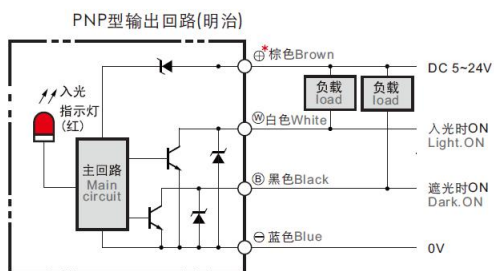 PNP型输出回路(明治)
⊕*棕色Brown
DC 5~24V
入光
指示灯
(红)
负载
load
负载
load
Ⓦ白色White
入光时ON
Light.ON
主回路
Main
circuit
Ⓑ黑色Black
遮光时ON
Dark.ON
⊖蓝色Blue
0V